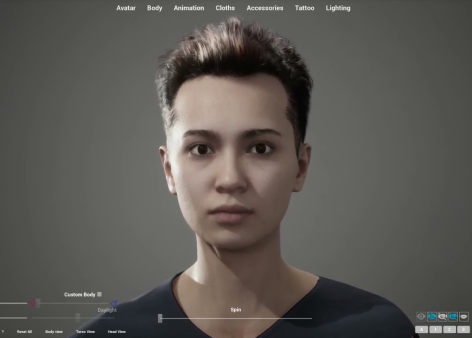 Avatar Body Animation Cloths Accessories Tattoo Lighting
Custom Body
Daylight
Spin
Reset All Body view Torso View Head View